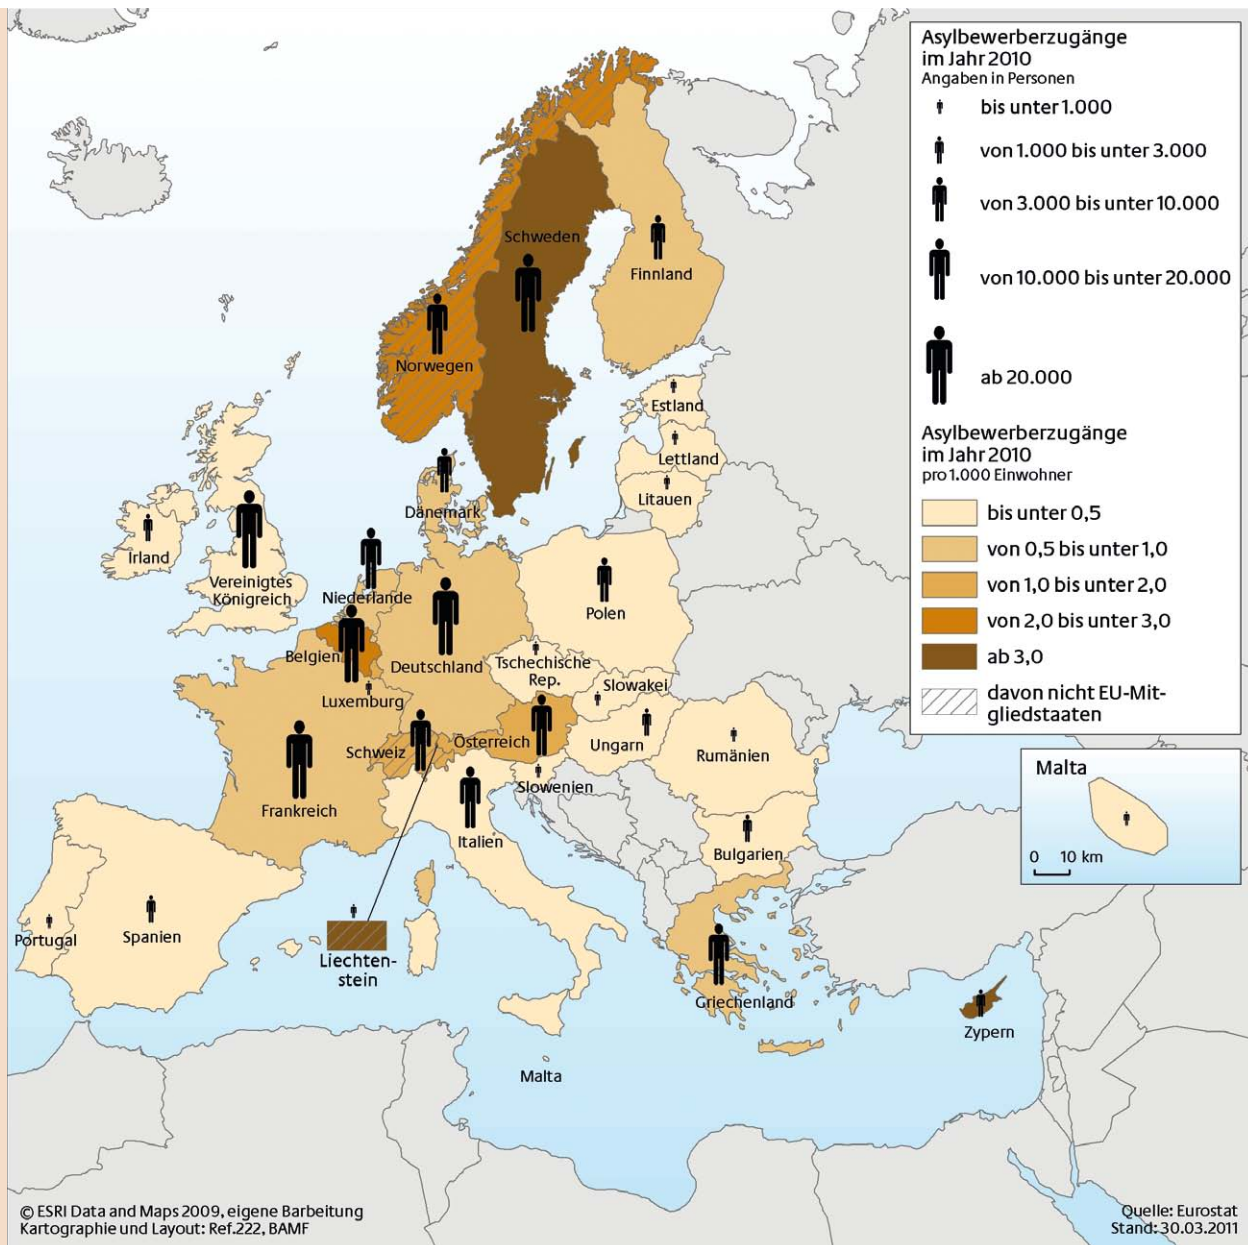 Asylbewerberzugänge
im Jahr 2010
Angaben in Personen
bis unter 1.000
von 1.000 bis unter 3.000
von 3.000 bis unter 10.000
von 10.000 bis unter 20.000
ab 20.000
Asylbewerberzugänge
im Jahr 2010
pro 1.000 Einwohner
bis unter 0,5
von 0,5 bis unter 1,0
von 1,0 bis unter 2,0
von 2,0 bis unter 3,0
ab 3,0
davon nicht EU-Mit-
gliedstaaten
Schweden
Finnland
Norwegen
Estland
Lettland
Litauen
Dänemark
Irland
Vereinigtes
Königreich
Niederlande
Polen
Belgien
Deutschland
Tschechische
Rep.
Slowakei
Luxemburg
Schweiz
Österreich
Ungarn
Rumänien
Slowenien
Frankreich
Italien
Bulgarien
Malta
0 10 km
Portugal
Spanien
Liechten-
stein
Griechenland
Zypern
Malta
© ESRI Data and Maps 2009, eigene Barbeitung
Kartographie und Layout: Ref.222, BAMF
Quelle: Eurostat
Stand: 30.03.2011